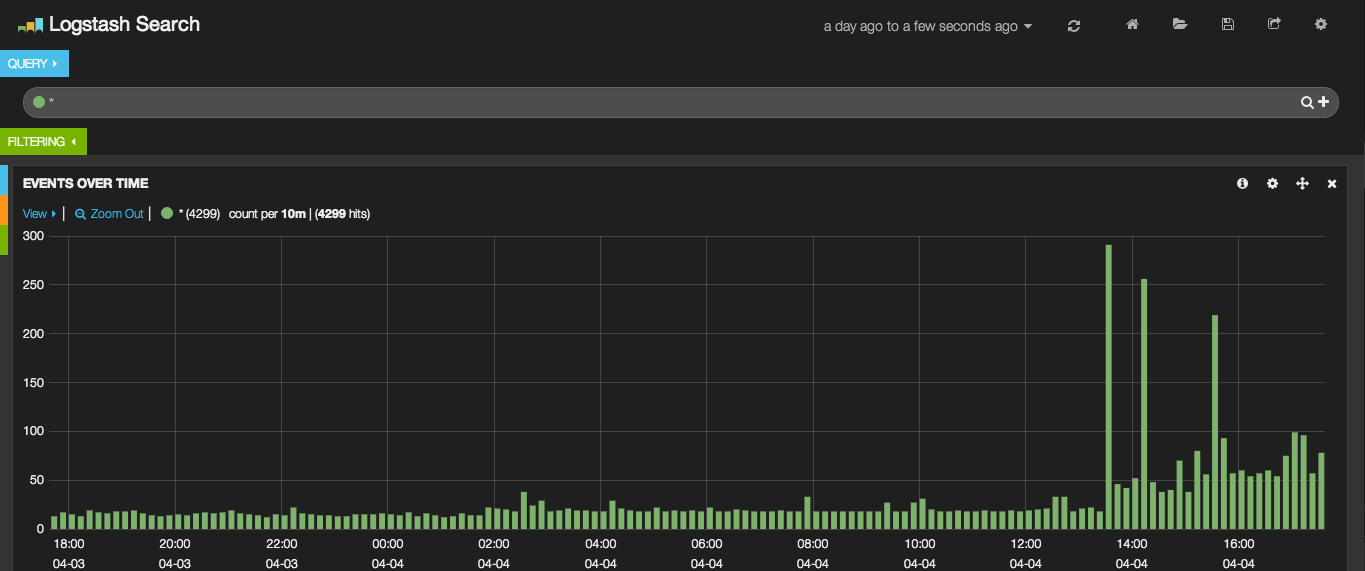 Logstash Search
a day ago to a few seconds ago
QUERY
*
FILTERING
EVENTS OVER TIME
View | Zoom Out | * (4299) count per 10m | (4299 hits)
300
250
200
150
100
50
0
18:00 20:00 22:00 00:00 02:00 04:00 06:00 08:00 10:00 12:00 14:00 16:00
04-03 04-03 04-03 04-04 04-04 04-04 04-04 04-04 04-04 04-04 04-04 04-04